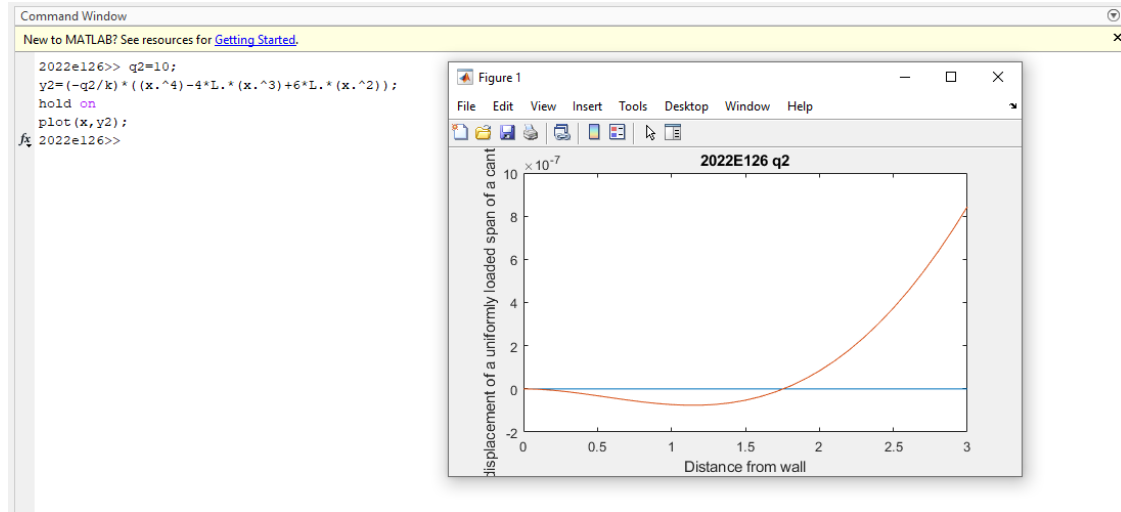 Command Window
New to MATLAB? See resources for Getting Started.
2022e126>> q2=10;
y2=(-q2/k)*((x.^4)-4*L.*(x.^3)+6*L.*(x.^2));
hold on
plot(x,y2);
fx 2022e126>>
Figure 1
File Edit View Insert Tools Desktop Window Help
×10-7
2022E126 q2
displacement of a uniformly loaded span of a cant
10
8
6
4
2
0
-2
0 0.5 1 1.5 2 2.5 3
Distance from wall